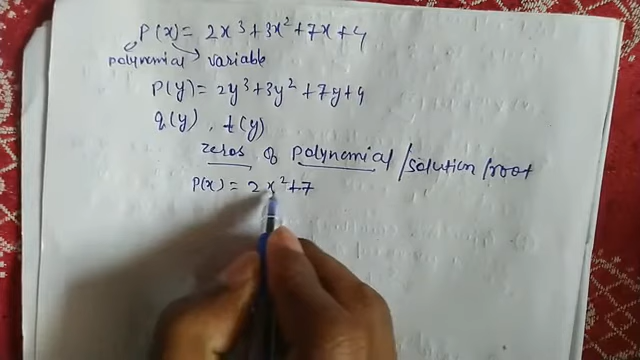 P(x) = 2x³+3x²+7x+4
polynomial variable
P(y) = 2y³+3y²+7y+4
q(y), t(y)
zeros of polynomial/solution/root
P(x) = 2x²+7